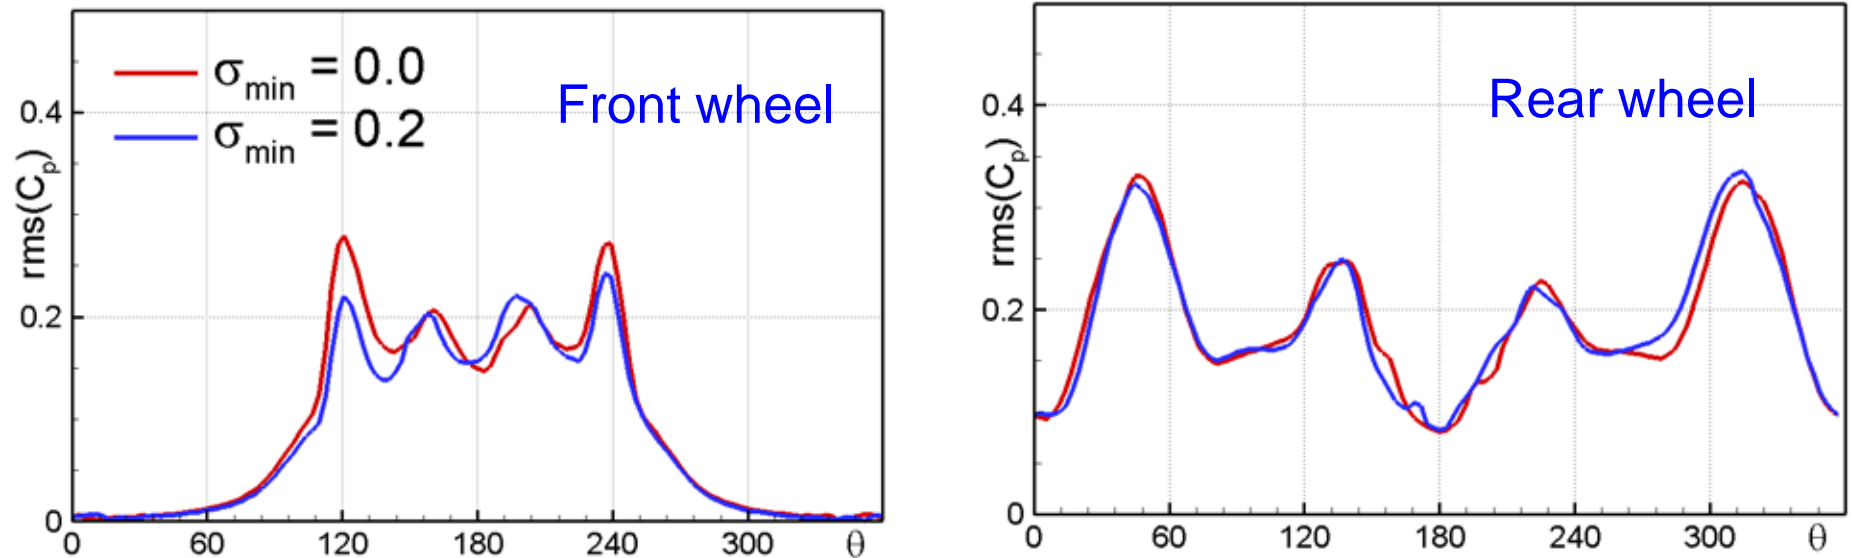 σmin = 0.0
σmin = 0.2
Front wheel
rms(Cp)
0.4
0.2
0
0 60 120 180 240 300 θ
Rear wheel
rms(Cp)
0.4
0.2
0
0 60 120 180 240 300 θ